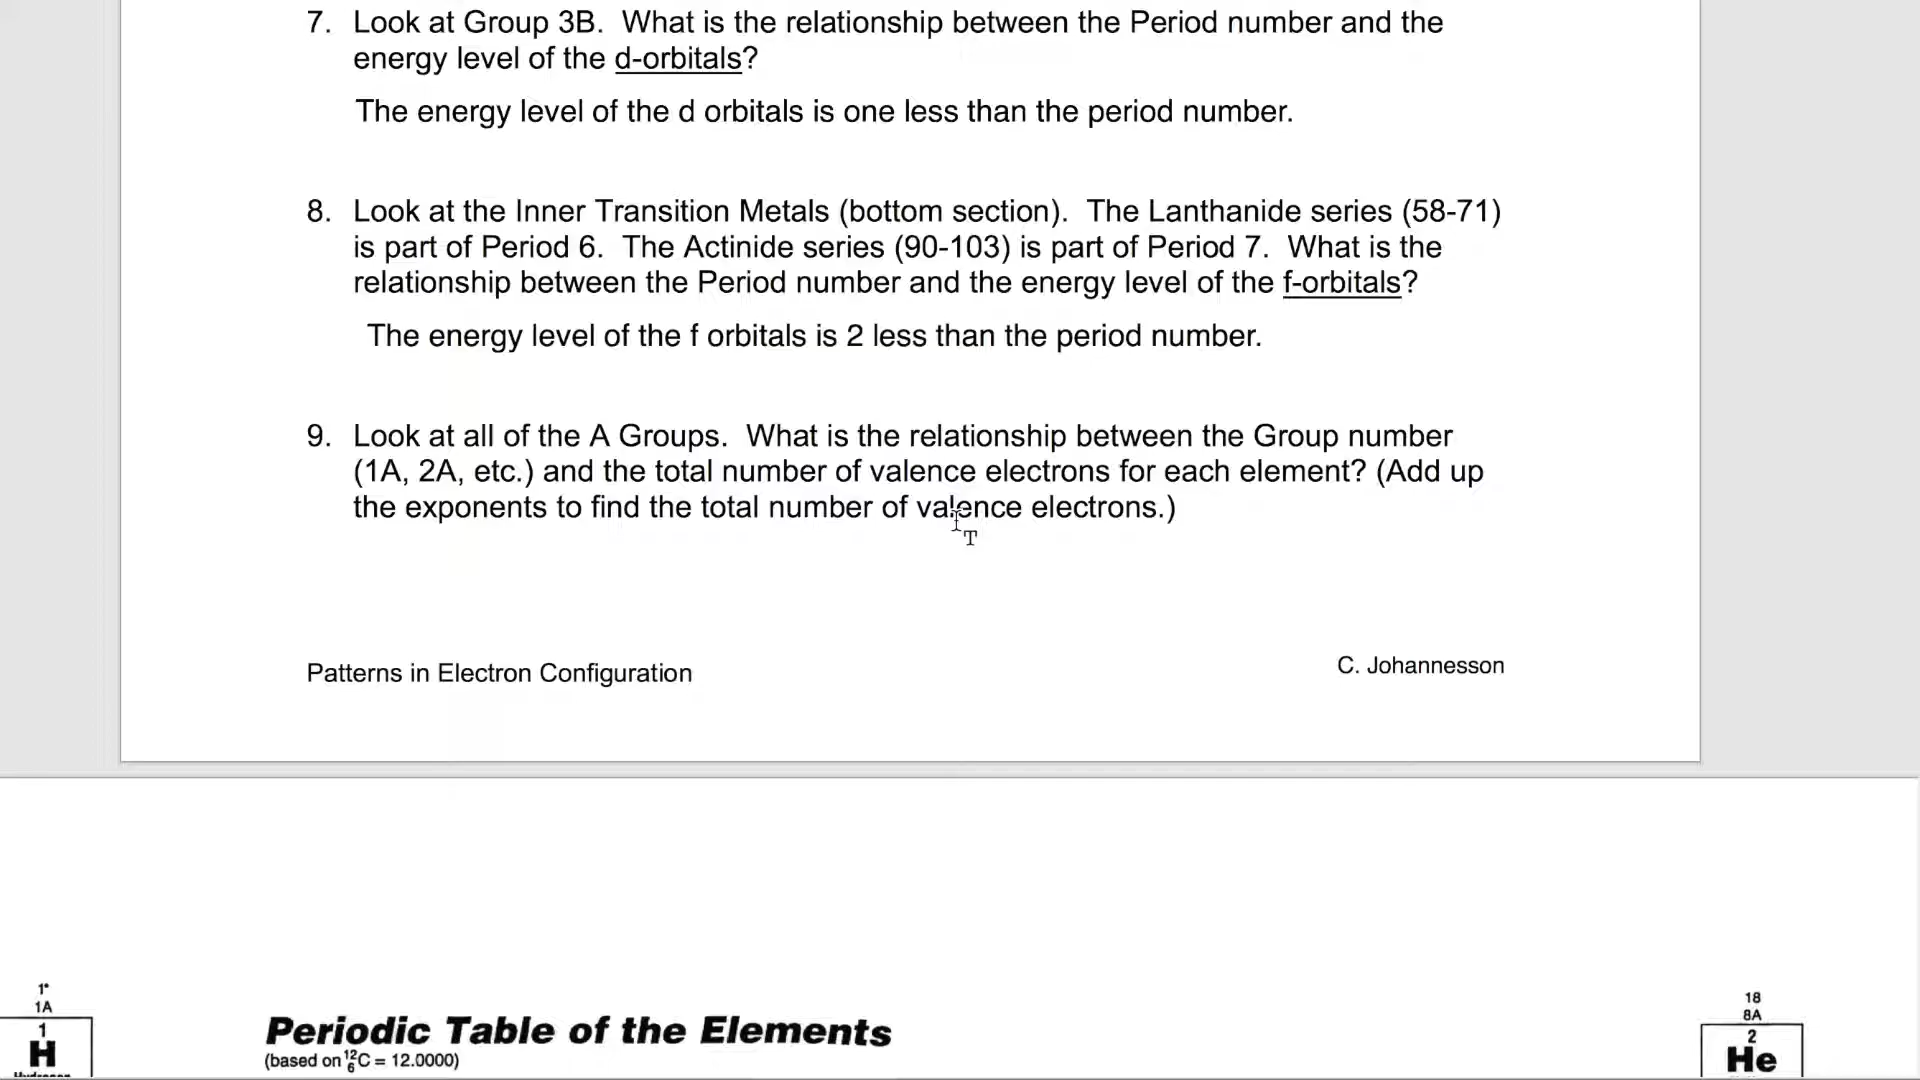 7. Look at Group 3B. What is the relationship between the Period number and the
energy level of the d-orbitals?
The energy level of the d orbitals is one less than the period number.
8. Look at the Inner Transition Metals (bottom section). The Lanthanide series (58-71)
is part of Period 6. The Actinide series (90-103) is part of Period 7. What is the
relationship between the Period number and the energy level of the f-orbitals?
The energy level of the f orbitals is 2 less than the period number.
9. Look at all of the A Groups. What is the relationship between the Group number
(1A, 2A, etc.) and the total number of valence electrons for each element? (Add up
the exponents to find the total number of valence electrons.)
Patterns in Electron Configuration
C. Johannesson
1*
1A
1
H
Periodic Table of the Elements
(based on ¹²₆C = 12.0000)
18
8A
2
He